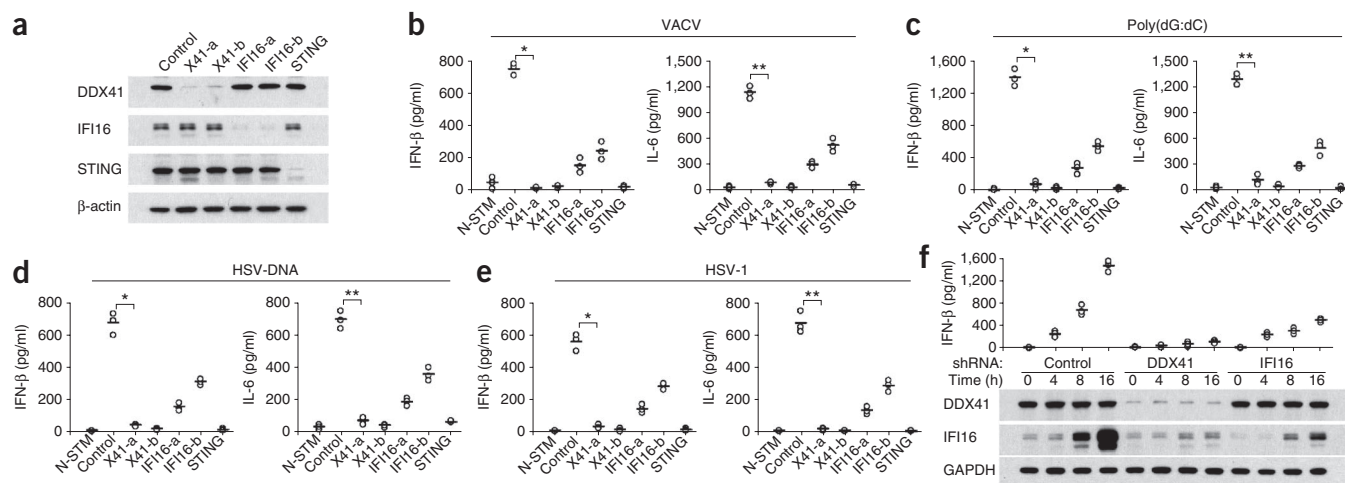 a
Control
X41-a
X41-b
IFI16-a
IFI16-b
STING
DDX41
IFI16
STING
β-actin
b
VACV
IFN-β (pg/ml)
800
600
400
200
0
*
N-STM
Control
X41-a
X41-b
IFI16-a
IFI16-b
STING
IL-6 (pg/ml)
1,500
1,200
900
600
300
0
**
N-STM
Control
X41-a
X41-b
IFI16-a
IFI16-b
STING
c
Poly(dG:dC)
IFN-β (pg/ml)
1,600
1,200
800
400
0
*
N-STM
Control
X41-a
X41-b
IFI16-a
IFI16-b
STING
IL-6 (pg/ml)
1,500
1,200
900
600
300
0
**
N-STM
Control
X41-a
X41-b
IFI16-a
IFI16-b
STING
d
HSV-DNA
IFN-β (pg/ml)
800
600
400
200
0
*
N-STM
Control
X41-a
X41-b
IFI16-a
IFI16-b
STING
IL-6 (pg/ml)
800
600
400
200
0
**
N-STM
Control
X41-a
X41-b
IFI16-a
IFI16-b
STING
e
HSV-1
IFN-β (pg/ml)
800
600
400
200
0
*
N-STM
Control
X41-a
X41-b
IFI16-a
IFI16-b
STING
IL-6 (pg/ml)
800
600
400
200
0
**
N-STM
Control
X41-a
X41-b
IFI16-a
IFI16-b
STING
f
IFN-β (pg/ml)
1,600
1,200
800
400
0
shRNA: Control DDX41 IFI16
Time (h) 0 4 8 16 0 4 8 16 0 4 8 16
DDX41
IFI16
GAPDH